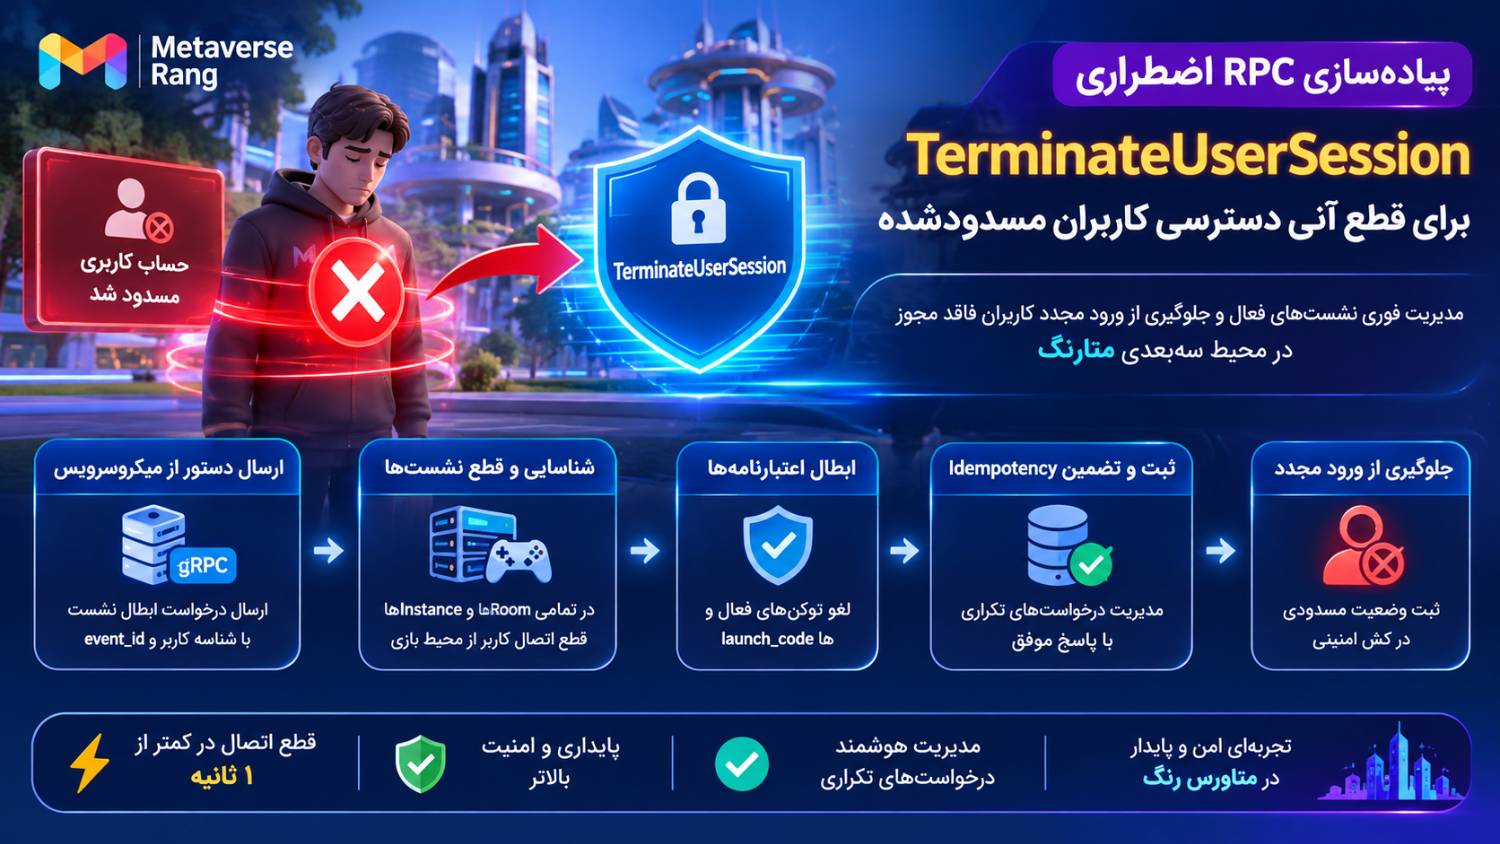 Metaverse
Rang
پیاده‌سازی RPC اضطراری
TerminateUserSession
برای قطع آنی دسترسی کاربران مسدودشده
مدیریت فوری نشست‌های فعال و جلوگیری از ورود مجدد کاربران فاقد مجوز
در محیط سه‌بعدی متارنگ
حساب کاربری
مسدود شد
TerminateUserSession
ارسال دستور از میکروسرویس
gRPC
ارسال درخواست ابطال نشست
با شناسه کاربر و event_id
شناسایی و قطع نشست‌ها
در تمامی Roomها و Instanceها
قطع اتصال کاربر از محیط بازی
ابطال اعتبارنامه‌ها
لغو توکن‌های فعال و
launch_code ها
ثبت و تضمین Idempotency
مدیریت درخواست‌های تکراری
با پاسخ موفق
جلوگیری از ورود مجدد
ثبت وضعیت مسدودی
در کش امنیتی
قطع اتصال در کمتر از
۱ ثانیه
پایداری و امنیت
بالاتر
مدیریت هوشمند
درخواست‌های تکراری
تجربه‌ای امن و پایدار
در متاورس رنگ